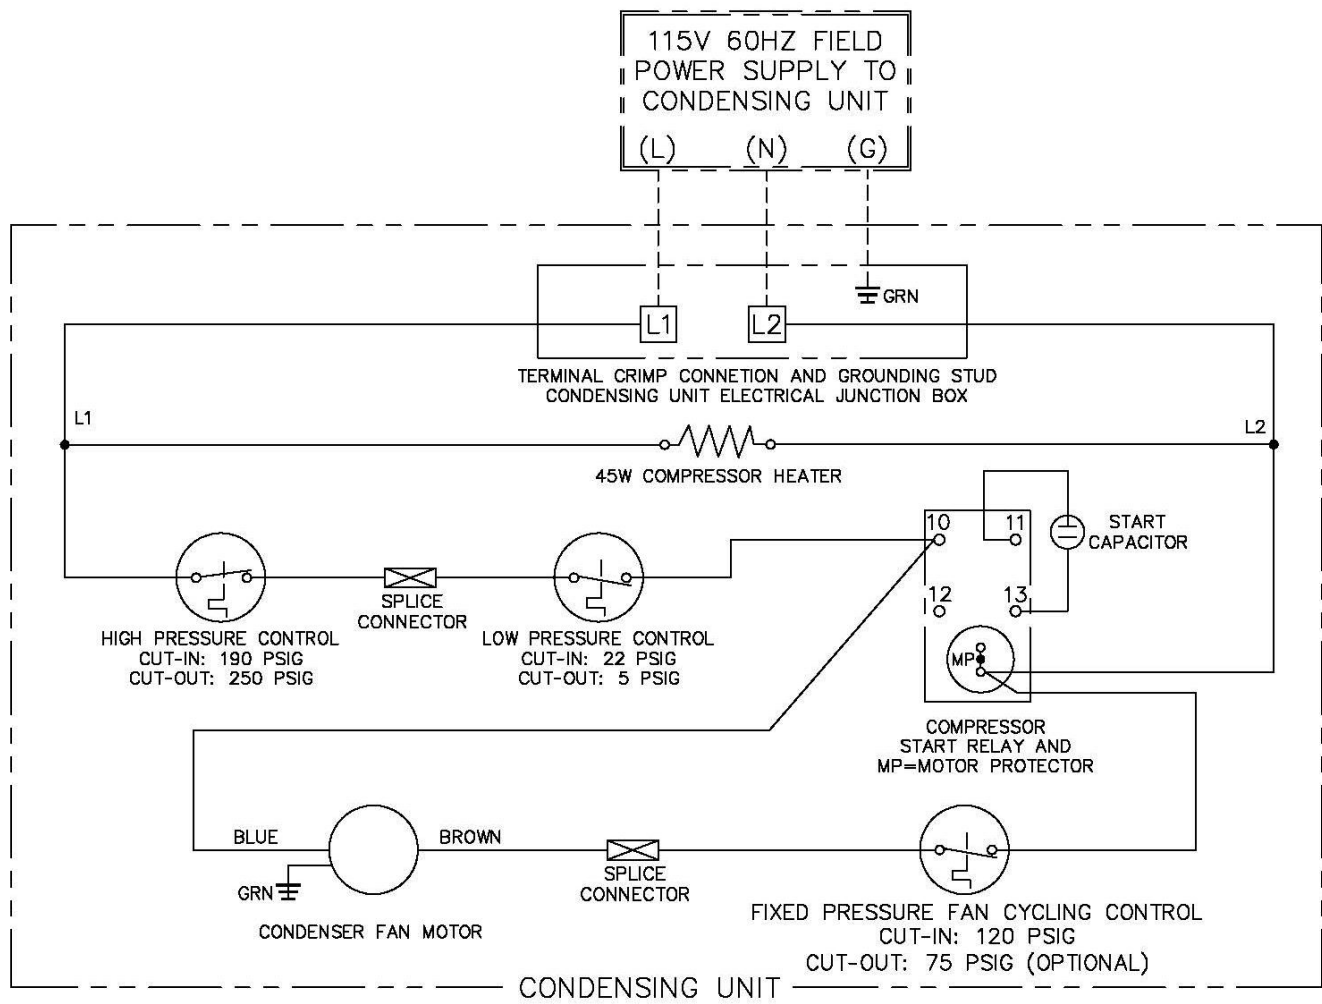 115V 60HZ FIELD
POWER SUPPLY TO
CONDENSING UNIT
(L) (N) (G)
GRN
L1 L2
TERMINAL CRIMP CONNETION AND GROUNDING STUD
CONDENSING UNIT ELECTRICAL JUNCTION BOX
L1
L2
45W COMPRESSOR HEATER
10 11
START
CAPACITOR
12 13
SPLICE
CONNECTOR
HIGH PRESSURE CONTROL
CUT-IN: 190 PSIG
CUT-OUT: 250 PSIG
LOW PRESSURE CONTROL
CUT-IN: 22 PSIG
CUT-OUT: 5 PSIG
MP
COMPRESSOR
START RELAY AND
MP=MOTOR PROTECTOR
BLUE
BROWN
GRN
SPLICE
CONNECTOR
CONDENSER FAN MOTOR
FIXED PRESSURE FAN CYCLING CONTROL
CUT-IN: 120 PSIG
CUT-OUT: 75 PSIG (OPTIONAL)
CONDENSING UNIT